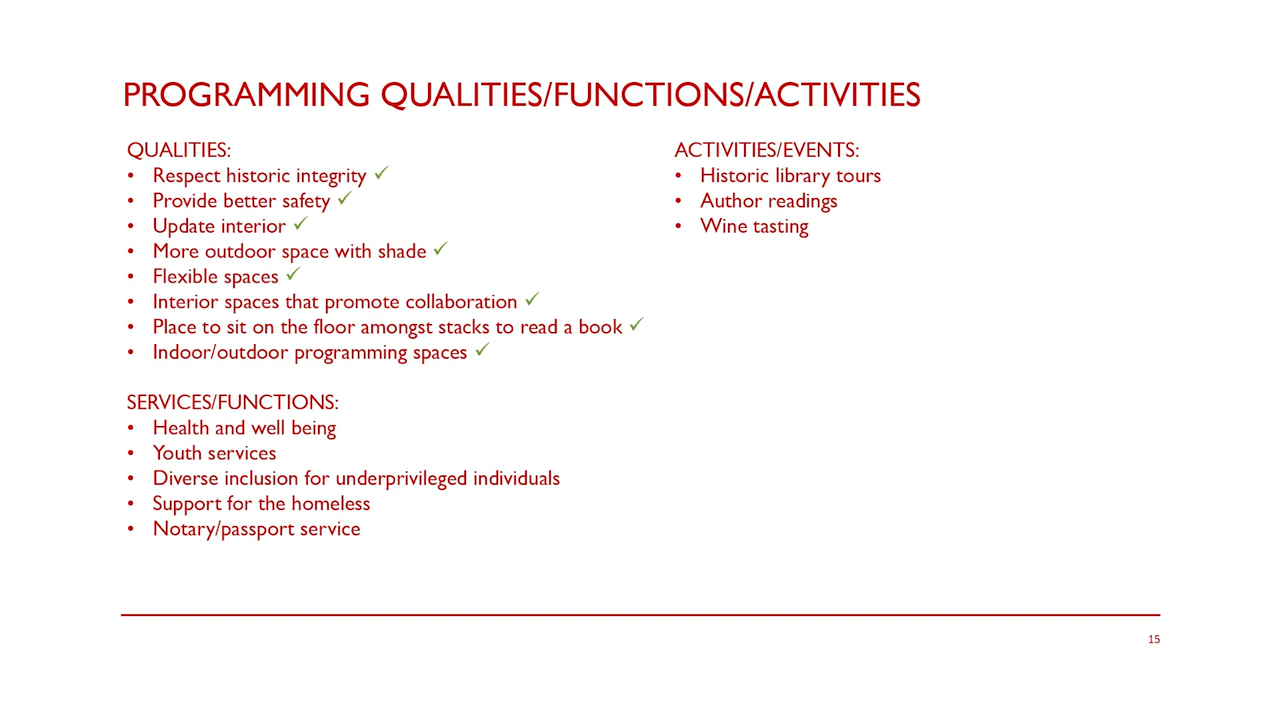 PROGRAMMING QUALITIES/FUNCTIONS/ACTIVITIES
QUALITIES:
• Respect historic integrity ✓
• Provide better safety ✓
• Update interior ✓
• More outdoor space with shade ✓
• Flexible spaces ✓
• Interior spaces that promote collaboration ✓
• Place to sit on the floor amongst stacks to read a book ✓
• Indoor/outdoor programming spaces ✓
SERVICES/FUNCTIONS:
• Health and well being
• Youth services
• Diverse inclusion for underprivileged individuals
• Support for the homeless
• Notary/passport service
ACTIVITIES/EVENTS:
• Historic library tours
• Author readings
• Wine tasting
15